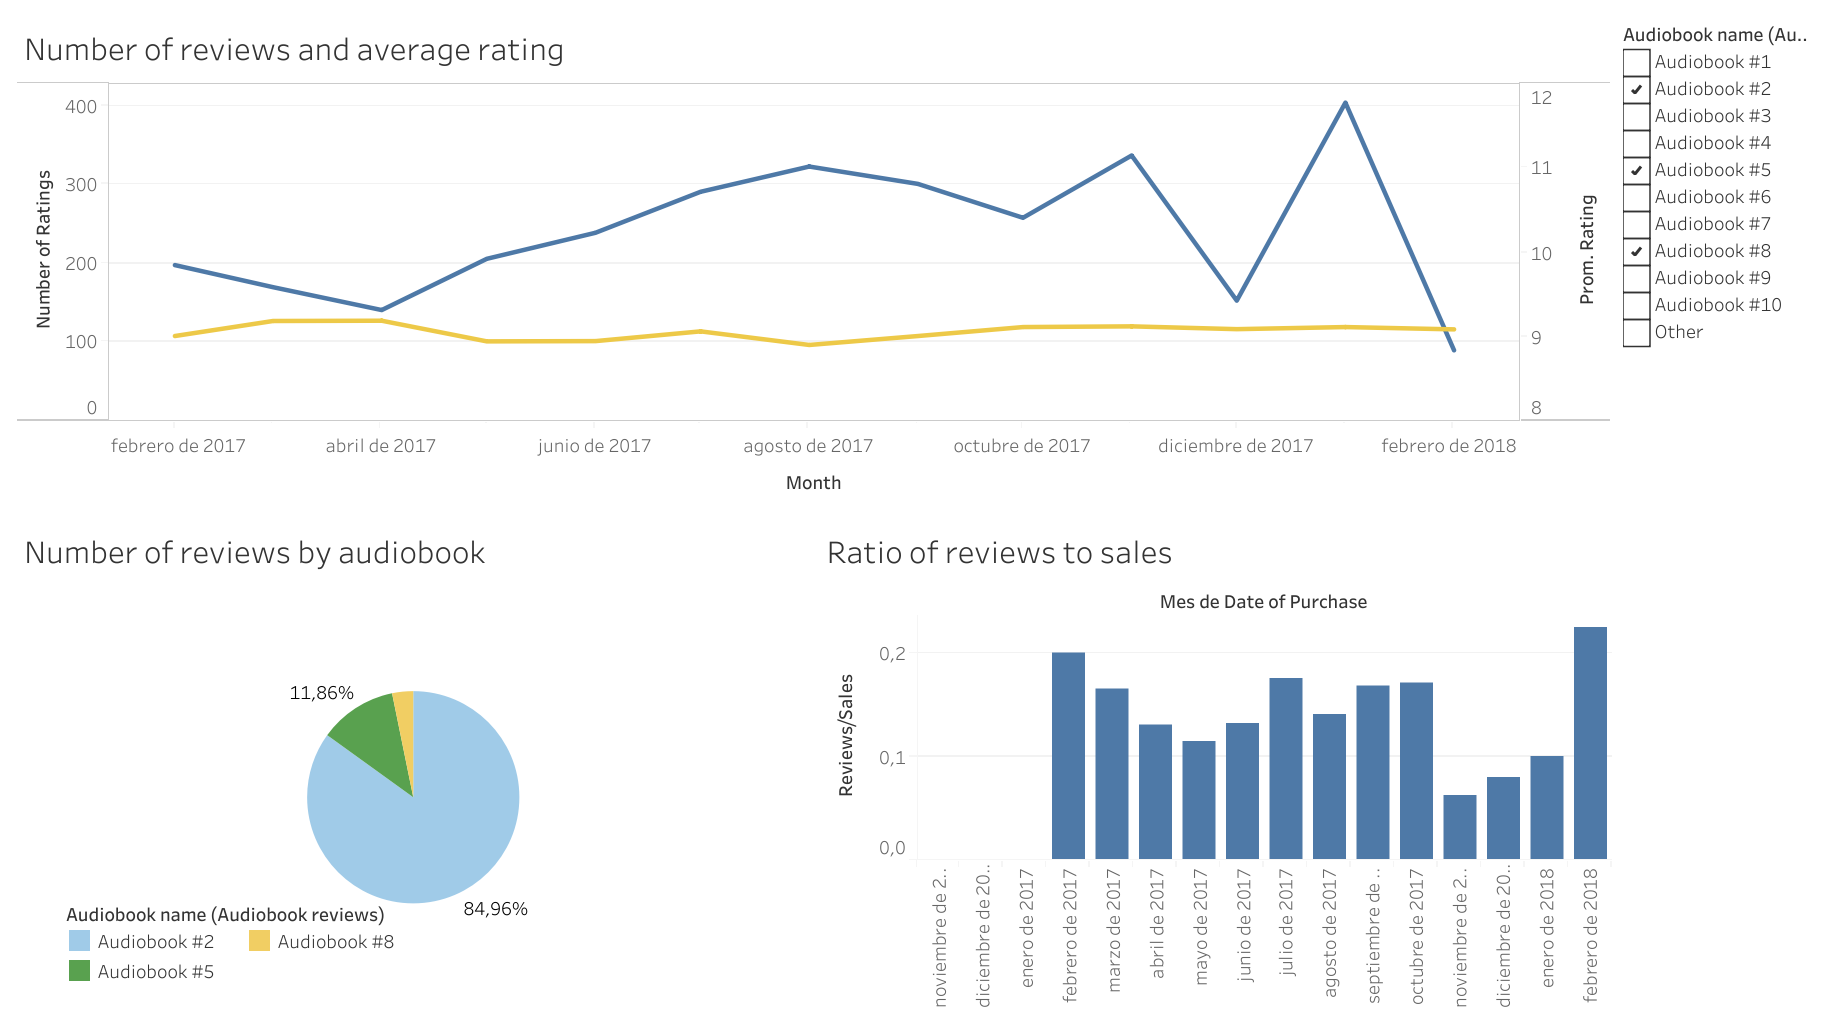 Number of reviews and average rating
Number of Ratings
400
300
200
100
0
12
11
10
9
8
Prom. Rating
febrero de 2017
abril de 2017
junio de 2017
agosto de 2017
octubre de 2017
diciembre de 2017
febrero de 2018
Month
Audiobook name (Au..
Audiobook #1
Audiobook #2
Audiobook #3
Audiobook #4
Audiobook #5
Audiobook #6
Audiobook #7
Audiobook #8
Audiobook #9
Audiobook #10
Other
Number of reviews by audiobook
11,86%
84,96%
Audiobook name (Audiobook reviews)
Audiobook #2
Audiobook #8
Audiobook #5
Ratio of reviews to sales
Mes de Date of Purchase
Reviews/Sales
0,2
0,1
0,0
noviembre de 2..
diciembre de 20..
enero de 2017
febrero de 2017
marzo de 2017
abril de 2017
mayo de 2017
junio de 2017
julio de 2017
agosto de 2017
septiembre de ..
octubre de 2017
noviembre de 2..
diciembre de 20..
enero de 2018
febrero de 2018